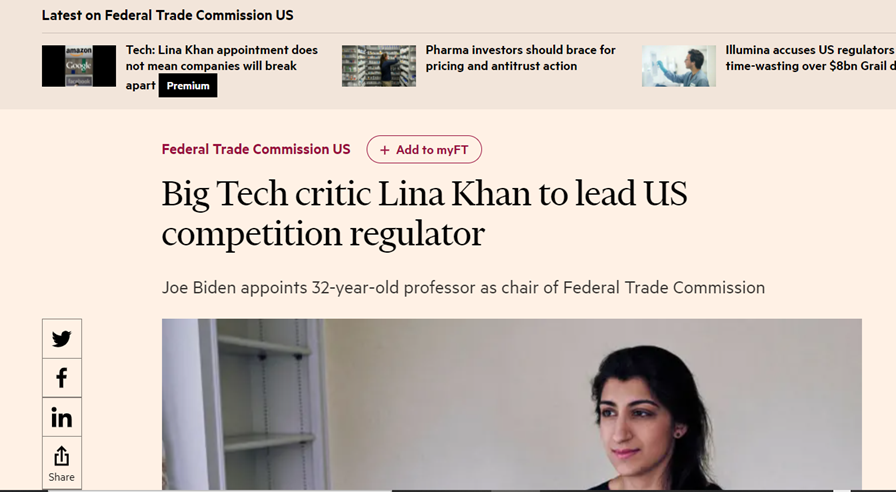 Latest on Federal Trade Commission US
Tech: Lina Khan appointment does
not mean companies will break
apart Premium
Pharma investors should brace for
pricing and antitrust action
Illumina accuses US regulators
time-wasting over $8bn Grail d
amazon
Google
facebook
Federal Trade Commission US
+ Add to myFT
Big Tech critic Lina Khan to lead US
competition regulator
Joe Biden appoints 32-year-old professor as chair of Federal Trade Commission
f
in
Share